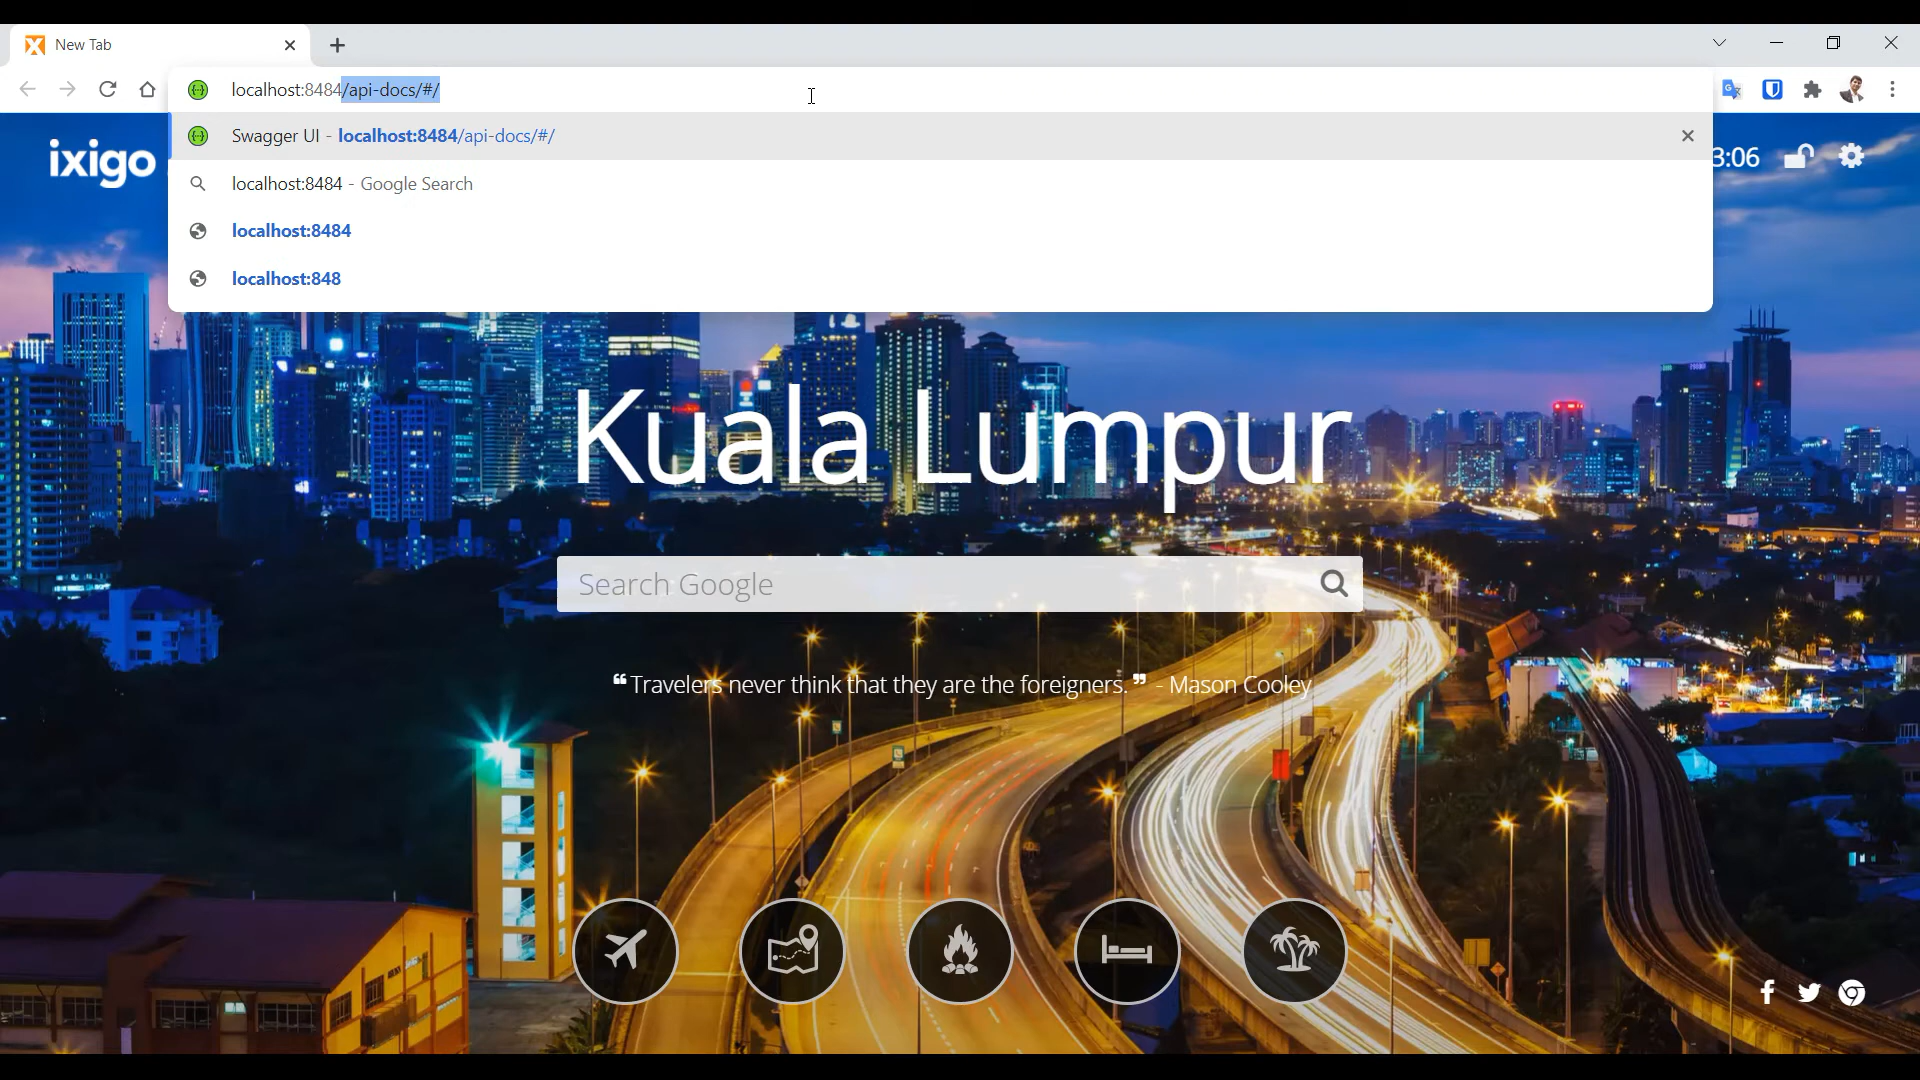 New Tab
localhost:8484/api-docs/#/
Swagger UI - localhost:8484/api-docs/#/
localhost:8484 - Google Search
localhost:8484
localhost:848
ixigo
3:06
Kuala Lumpur
Search Google
“Travelers never think that they are the foreigners.” - Mason Cooley